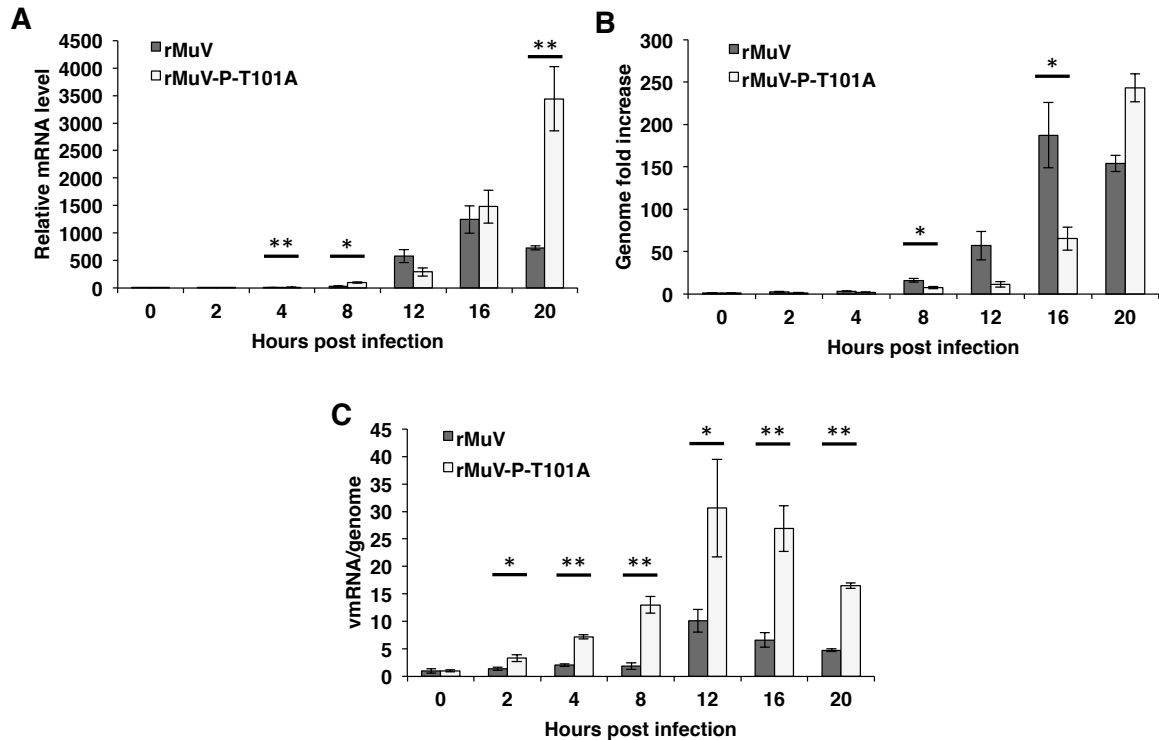 A
Relative mRNA level
4500
4000
3500
3000
2500
2000
1500
1000
500
0
rMuV
rMuV-P-T101A
**
*
**
0 2 4 8 12 16 20
Hours post infection
B
Genome fold increase
300
250
200
150
100
50
0
rMuV
rMuV-P-T101A
*
*
0 2 4 8 12 16 20
Hours post infection
C
vmRNA/genome
45
40
35
30
25
20
15
10
5
0
rMuV
rMuV-P-T101A
* ** ** * ** **
0 2 4 8 12 16 20
Hours post infection